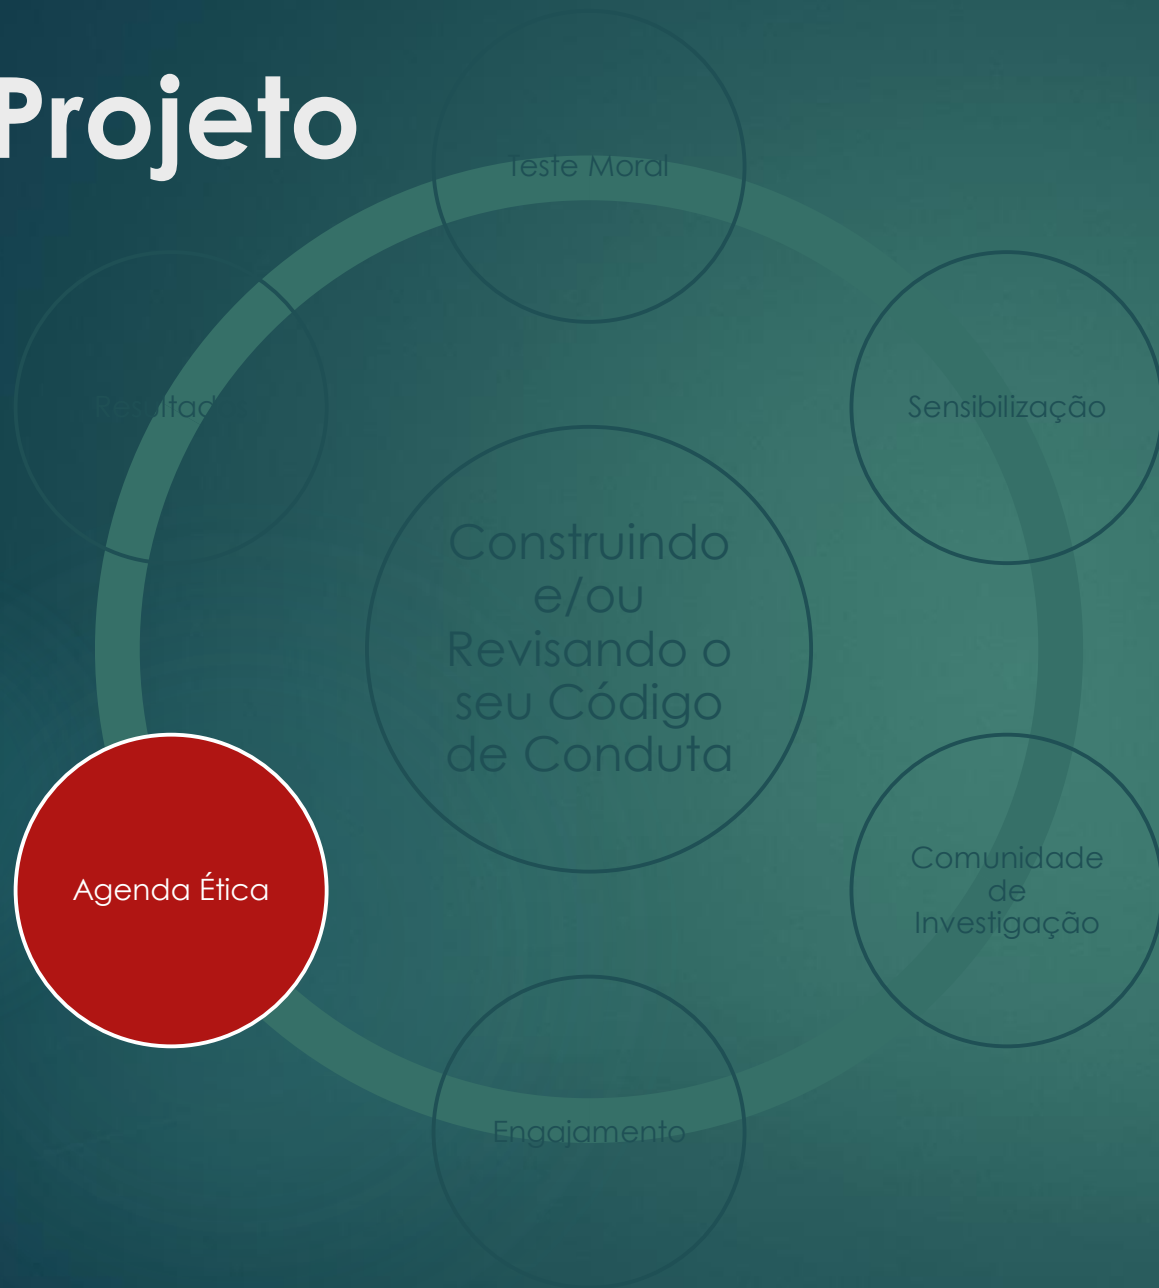 Projeto
Teste Moral
Sensibilização
Construindo
e/ou
Revisando o
seu Código
de Conduta
Comunidade
de
Investigação
Engajamento
Agenda Ética